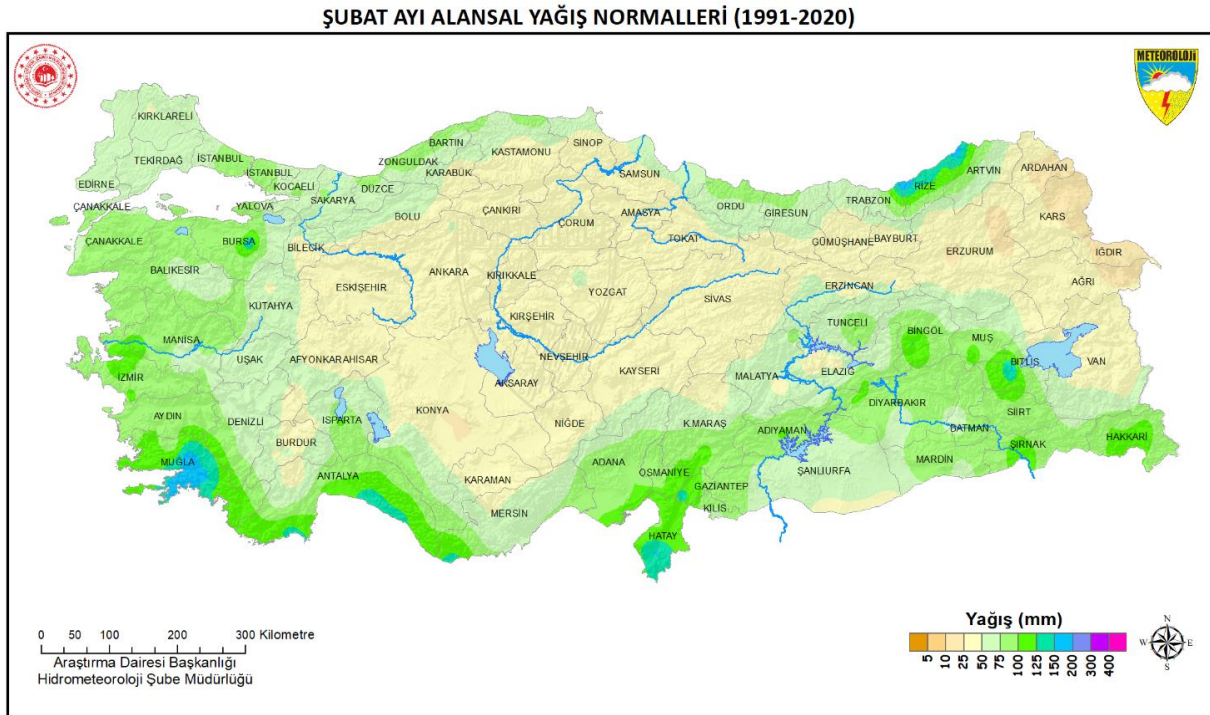 ŞUBAT AYI ALANSAL YAĞIŞ NORMALLERİ (1991-2020)
METEOROLOJİ
KIRKLARELİ
TEKİRDAĞ
İSTANBUL
İSTANBUL
EDİRNE
KOCAELİ
ÇANAKKALE
YALOVA
SAKARYA
DÜZCE
ZONGULDAK
BARTIN
KARABÜK
KASTAMONU
SİNOP
SAMSUN
BOLU
ÇANKIRI
ÇORUM
AMASYA
TOKAT
ORDU
GİRESUN
TRABZON
RİZE
ARTVİN
ARDAHAN
KARS
IĞDIR
GÜMÜŞHANE
BAYBURT
ERZURUM
AĞRI
ÇANAKKALE
BURSA
BİLECİK
BALIKESİR
ESKİŞEHİR
ANKARA
KIRIKKALE
YOZGAT
SİVAS
ERZİNCAN
KÜTAHYA
KIRŞEHİR
TUNCELİ
BİNGÖL
MUŞ
BİTLİS
VAN
MANİSA
UŞAK
AFYONKARAHİSAR
NEVŞEHİR
KAYSERİ
MALATYA
ELAZIĞ
İZMİR
AKSARAY
DİYARBAKIR
SİİRT
AYDIN
DENİZLİ
ISPARTA
KONYA
NİĞDE
K.MARAŞ
ADIYAMAN
BATMAN
ŞIRNAK
HAKKARİ
BURDUR
MUĞLA
ANTALYA
KARAMAN
ADANA
OSMANİYE
GAZİANTEP
ŞANLIURFA
MARDİN
MERSİN
KİLİS
HATAY
0 50 100 200 300 Kilometre
Araştırma Dairesi Başkanlığı
Hidrometeoroloji Şube Müdürlüğü
Yağış (mm)
5 10 25 50 75 100 125 150 200 300 400
N
W E
S